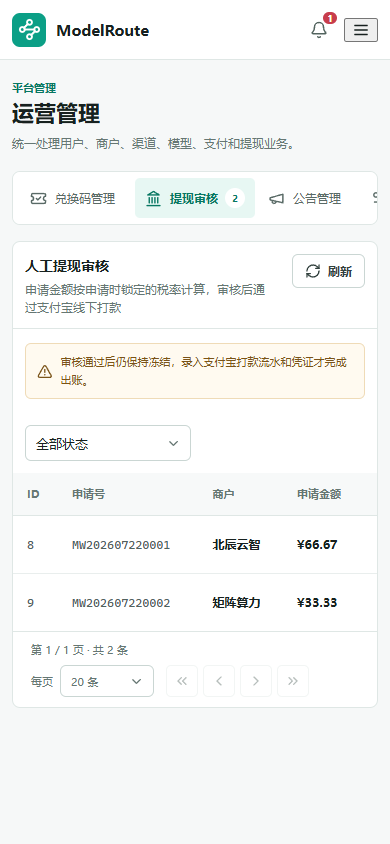 ModelRoute
1
平台管理
运营管理
统一处理用户、商户、渠道、模型、支付和提现业务。
兑换码管理
提现审核 2
公告管理
人工提现审核
申请金额按申请时锁定的税率计算，审核后通
过支付宝线下打款
刷新
审核通过后仍保持冻结，录入支付宝打款流水和凭证才完成
出账。
全部状态
ID 申请号 商户 申请金额
8 MW202607220001 北辰云智 ¥66.67
9 MW202607220002 矩阵算力 ¥33.33
第 1 / 1 页 · 共 2 条
每页 20 条